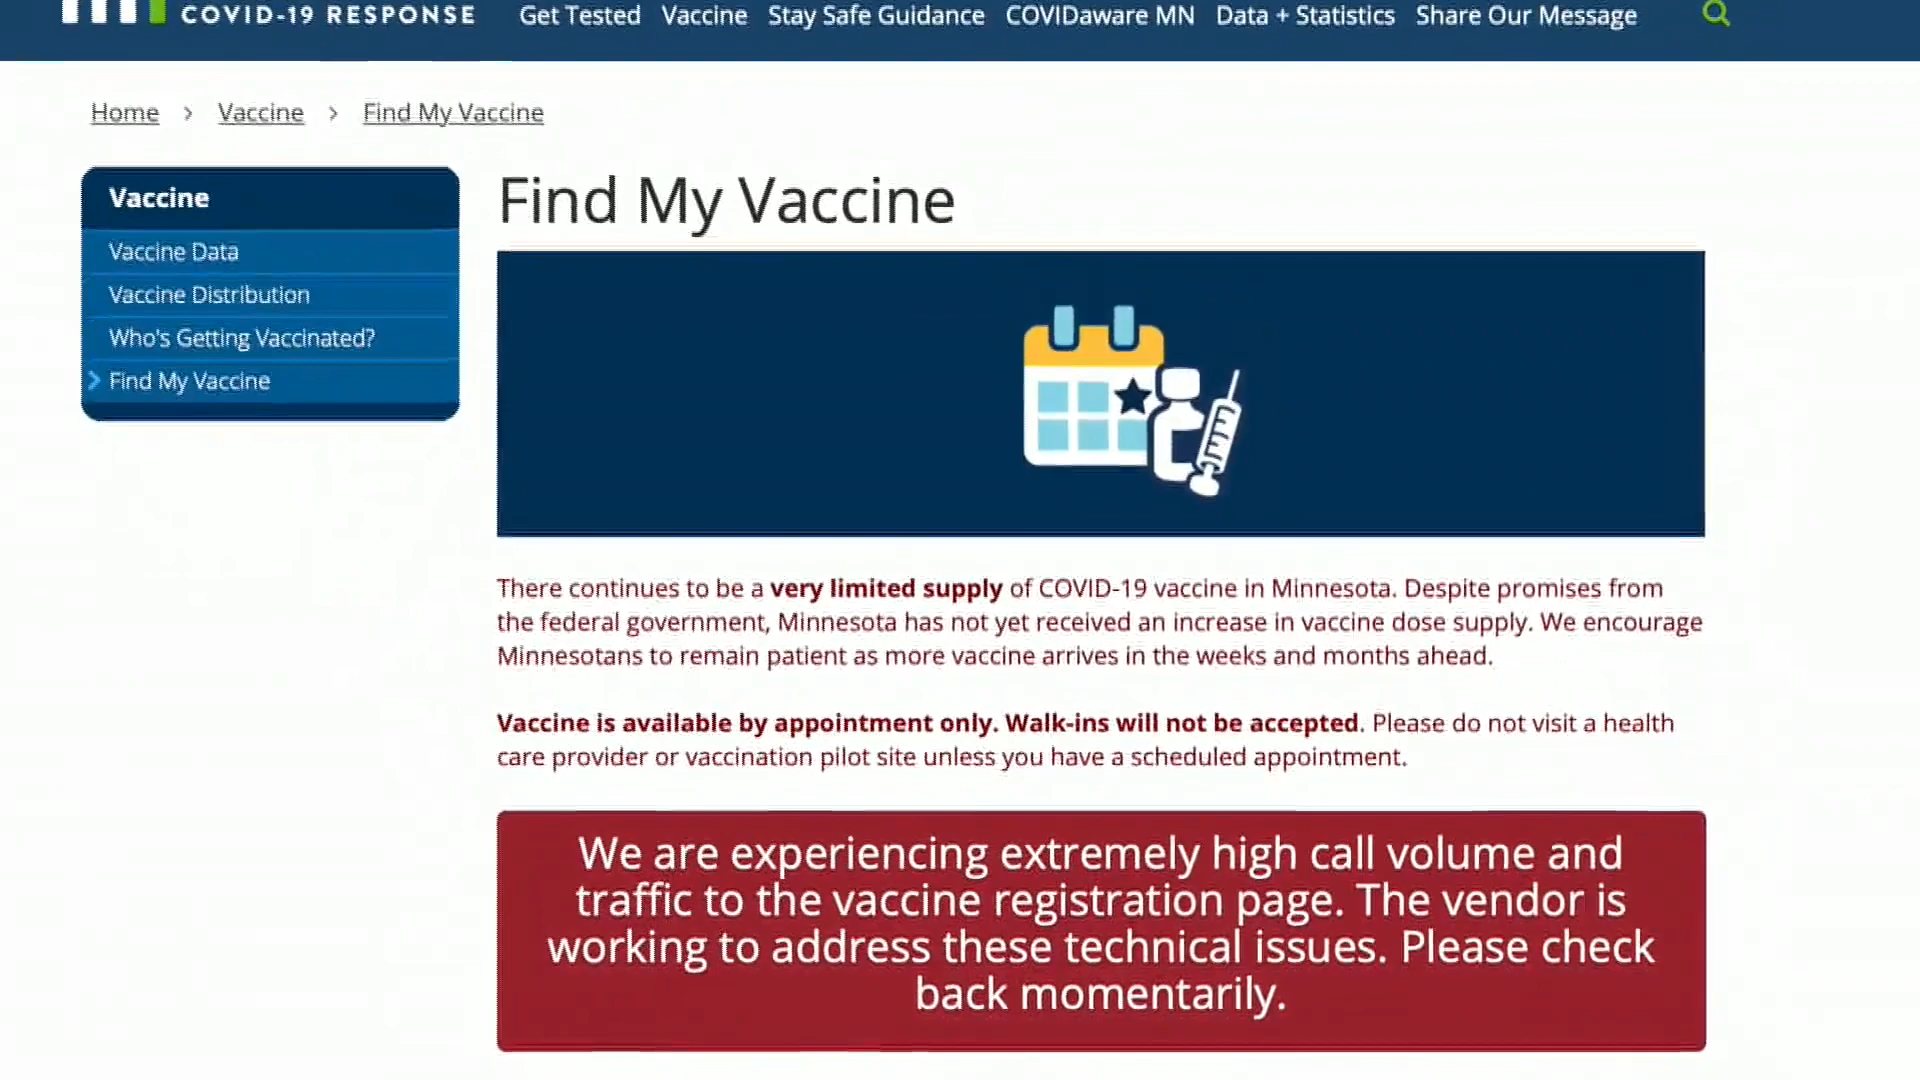 COVID-19 RESPONSE
Get Tested Vaccine Stay Safe Guidance COVIDaware MN Data + Statistics Share Our Message
Home > Vaccine > Find My Vaccine
Vaccine
Vaccine Data
Vaccine Distribution
Who's Getting Vaccinated?
Find My Vaccine
Find My Vaccine
There continues to be a very limited supply of COVID-19 vaccine in Minnesota. Despite promises from
the federal government, Minnesota has not yet received an increase in vaccine dose supply. We encourage
Minnesotans to remain patient as more vaccine arrives in the weeks and months ahead.
Vaccine is available by appointment only. Walk-ins will not be accepted. Please do not visit a health
care provider or vaccination pilot site unless you have a scheduled appointment.
We are experiencing extremely high call volume and
traffic to the vaccine registration page. The vendor is
working to address these technical issues. Please check
back momentarily.